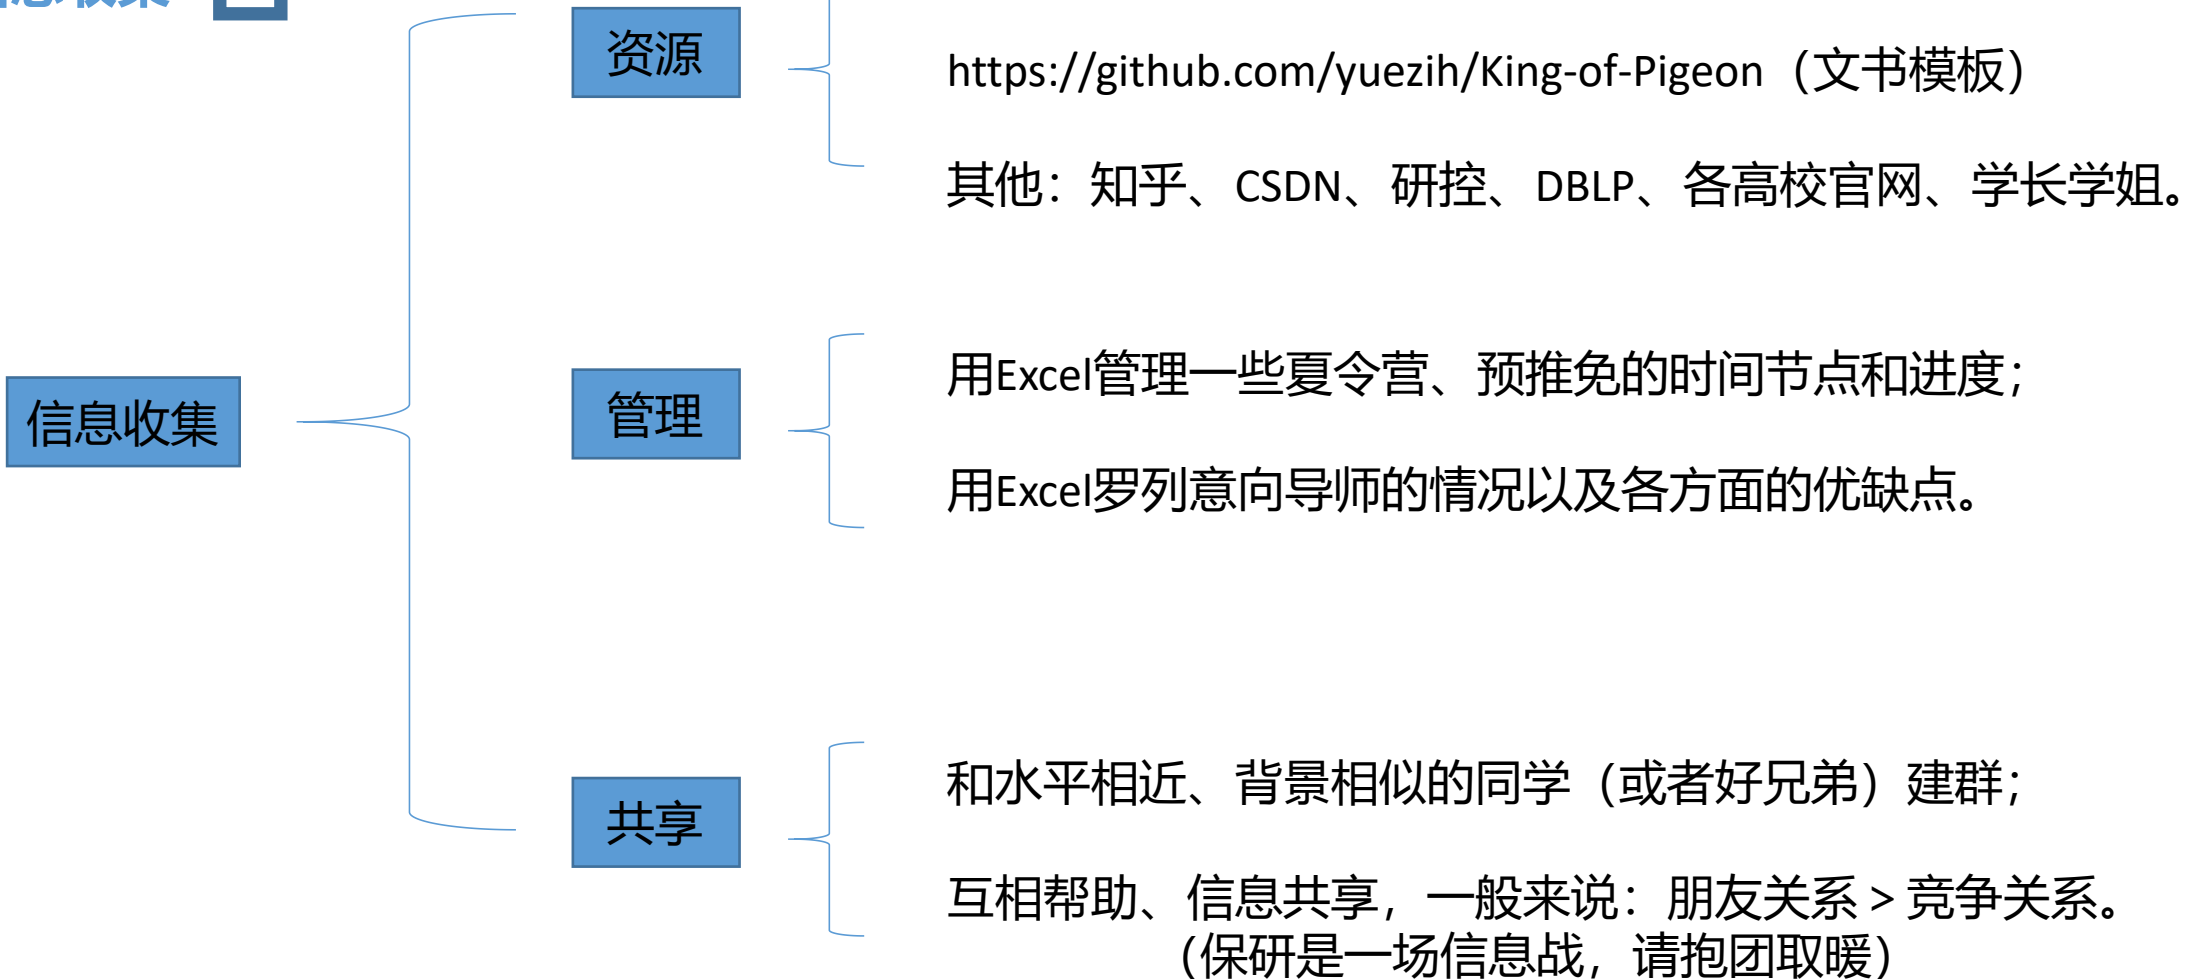 息收集
资源
https://github.com/yuezih/King-of-Pigeon（文书模板）
其他：知乎、CSDN、研控、DBLP、各高校官网、学长学姐。
信息收集
管理
用Excel管理一些夏令营、预推免的时间节点和进度；
用Excel罗列意向导师的情况以及各方面的优缺点。
共享
和水平相近、背景相似的同学（或者好兄弟）建群；
互相帮助、信息共享，一般来说：朋友关系 > 竞争关系。
（保研是一场信息战，请抱团取暖）